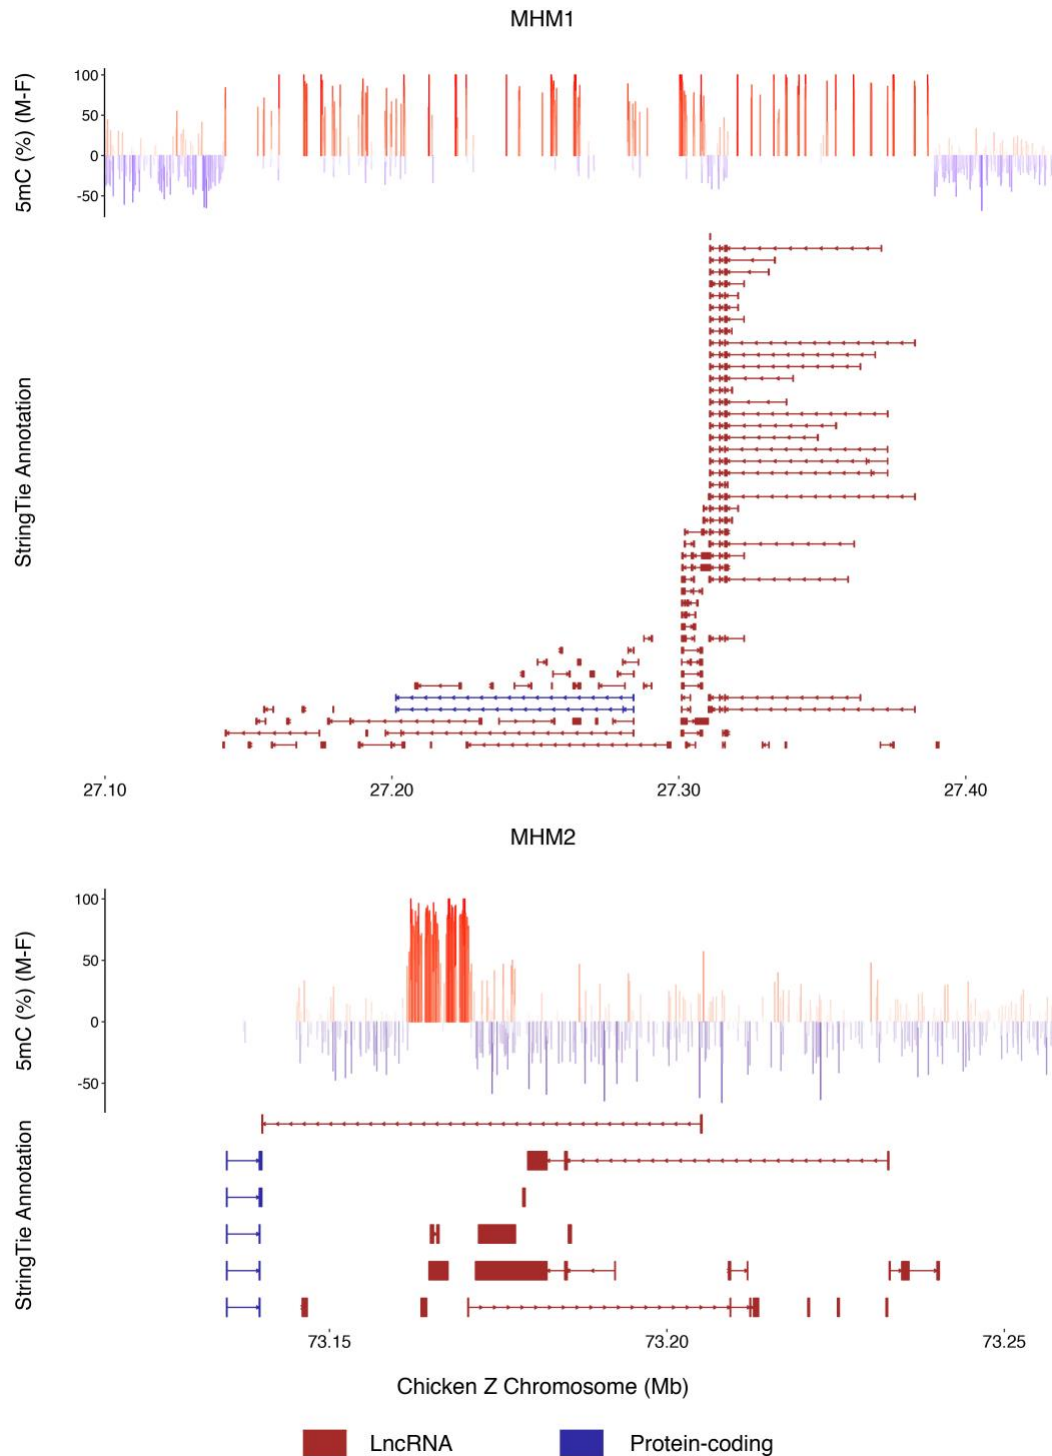 MHM1
5mC (%) (M-F)
100
50
0
-50
StringTie Annotation
27.10 27.20 27.30 27.40
MHM2
5mC (%) (M-F)
100
50
0
-50
StringTie Annotation
73.15 73.20 73.25
Chicken Z Chromosome (Mb)
LncRNA Protein-coding